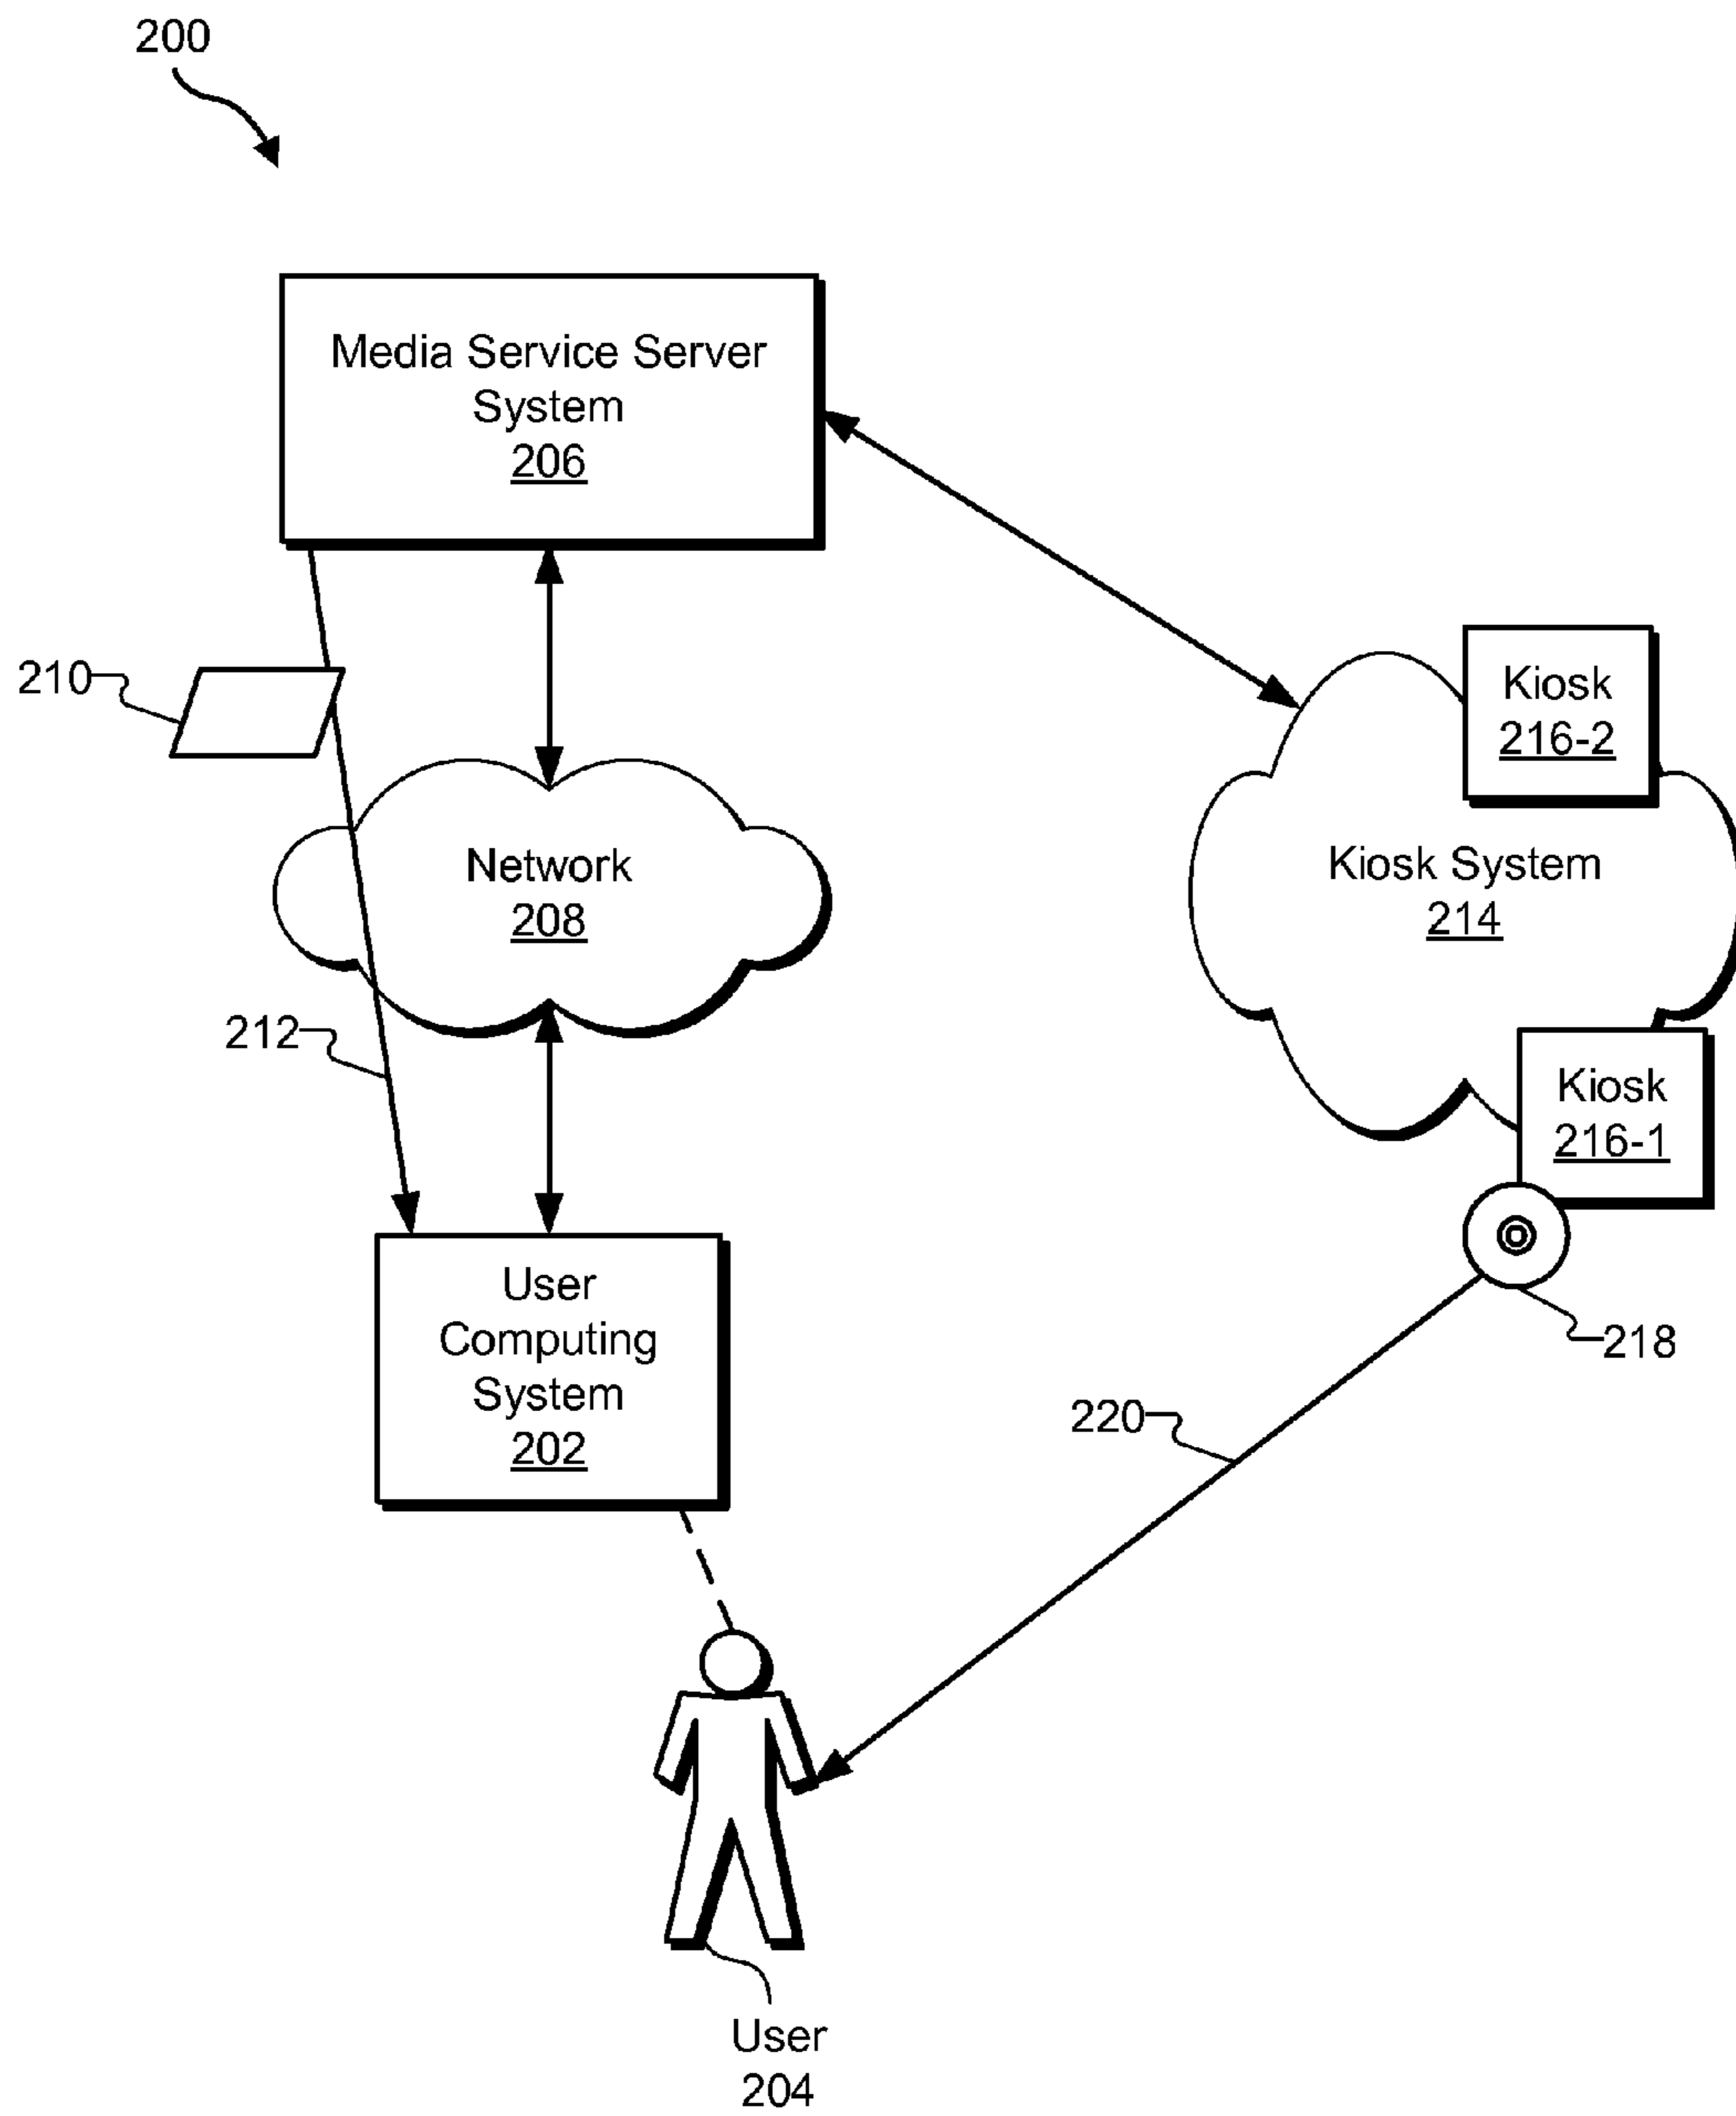 200
Media Service Server
System
206
210
Kiosk
216-2
Network
208
Kiosk System
214
212
Kiosk
216-1
User
Computing
System
202
218
220
User
204